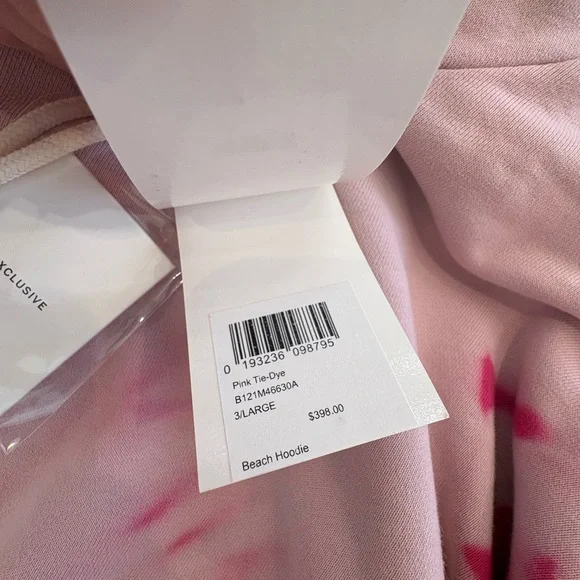 XCLUSIVE
0 193236 098795
Pink Tie-Dye
B121M46630A
3/LARGE $398.00
Beach Hoodie